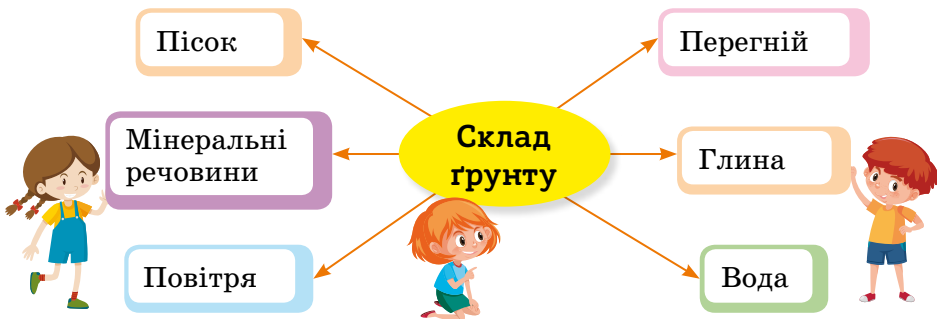 Пісок
Перегній
Мінеральні
речовини
Склад
ґрунту
Глина
Повітря
Вода